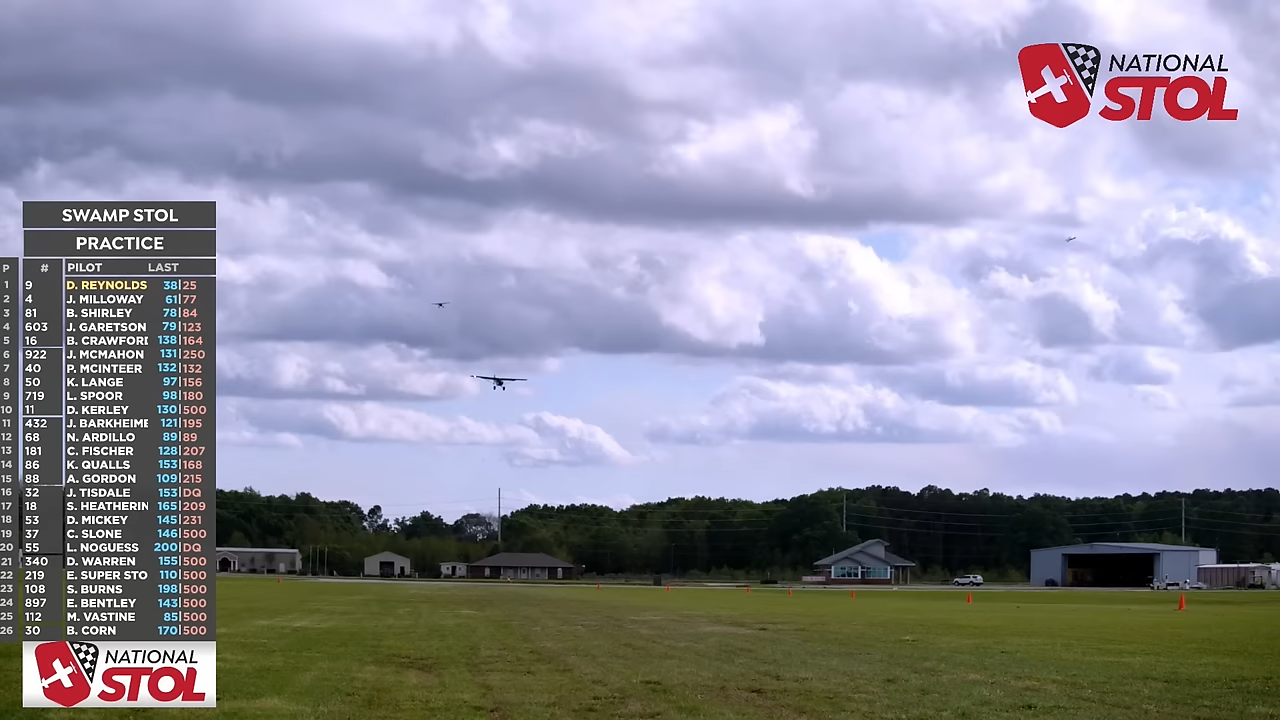 NATIONAL
STOL
SWAMP STOL
PRACTICE
P # PILOT LAST
1 9 D. REYNOLDS 38 25
2 4 J. MILLOWAY 61 77
3 81 B. SHIRLEY 78 84
4 603 J. GARETSON 79 123
5 16 B. CRAWFORD 138 164
6 922 J. MCMAHON 131 250
7 40 P. MCINTEER 132 132
8 50 K. LANGE 97 156
9 719 L. SPOOR 98 180
10 11 D. KERLEY 130 500
11 432 J. BARKHEIME 121 195
12 68 N. ARDILLO 89 89
13 181 C. FISCHER 128 207
14 86 K. QUALLS 153 168
15 88 A. GORDON 109 215
16 32 J. TISDALE 153 DQ
17 18 S. HEATHERIN 165 209
18 53 D. MICKEY 145 231
19 37 C. SLONE 146 500
20 55 L. NOGUESS 200 DQ
21 340 D. WARREN 155 500
22 219 E. SUPER STO 110 500
23 108 S. BURNS 198 500
24 897 E. BENTLEY 143 500
25 112 M. VASTINE 85 500
26 30 B. CORN 170 500
NATIONAL
STOL